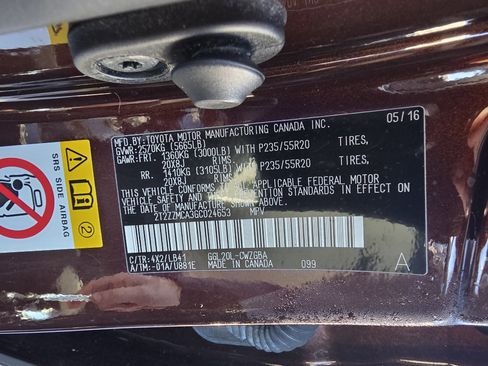 MFD.BY:TOYOTA MOTOR MANUFACTURING CANADA INC. 05/16
GVWR:2570KG (5665LB)
GAWR:FRT. 1360KG (3000LB) WITH P235/55R20 TIRES,
20X8J RIMS
RR. 1410KG (3105LB) WITH P235/55R20 TIRES,
20X8J RIMS
THIS VEHICLE CONFORMS TO ALL APPLICABLE FEDERAL MOTOR
VEHICLE SAFETY AND THEFT PREVENTION STANDARDS IN EFFECT ON
THE DATE OF MANUFACTURE SHOWN ABOVE.
2T2ZZMCA3GC024653 MPV
C/TR:4X2/LB41 GGL20L-CWZGBA
A/TM:-01A/U881E MADE IN CANADA 099 A
SRS SIDE AIRBAG
2